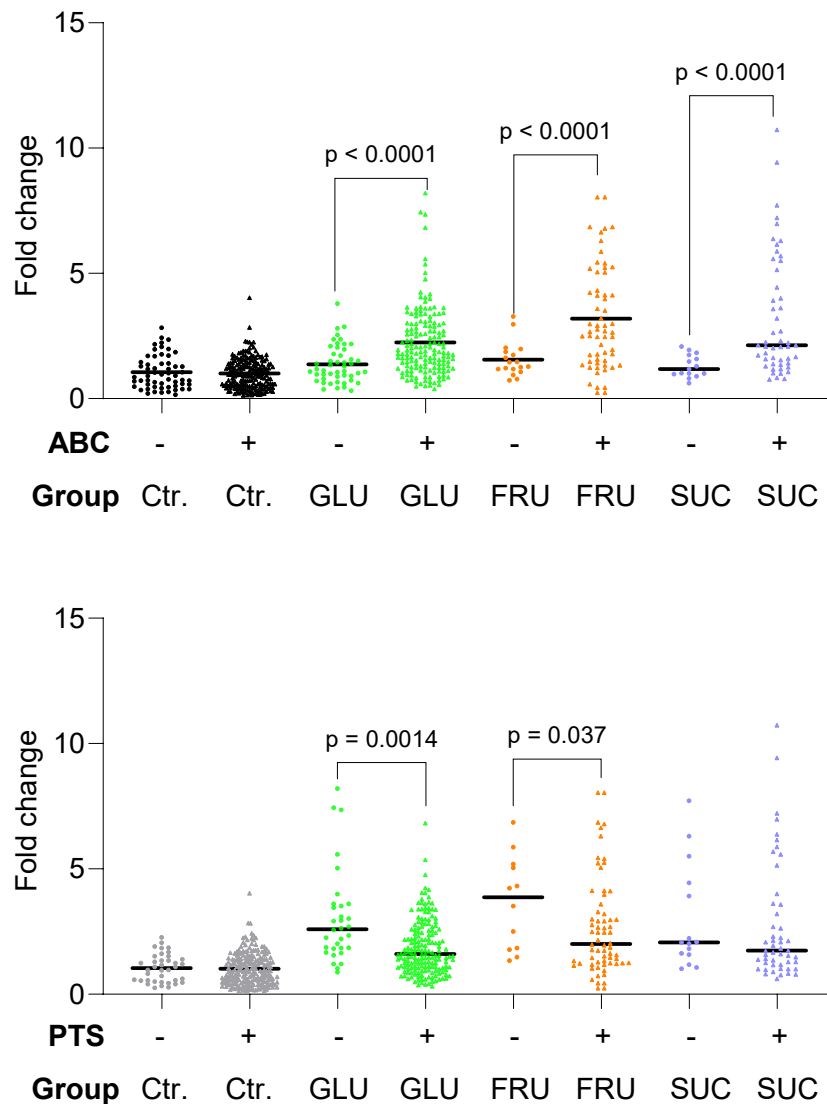 15
p < 0.0001
p < 0.0001
p < 0.0001
10
Fold change
5
0
ABC - + - + - + - +
Group Ctr. Ctr. GLU GLU FRU FRU SUC SUC
15
10
p = 0.0014 p = 0.037
Fold change
5
0
PTS - + - + - + - +
Group Ctr. Ctr. GLU GLU FRU FRU SUC SUC